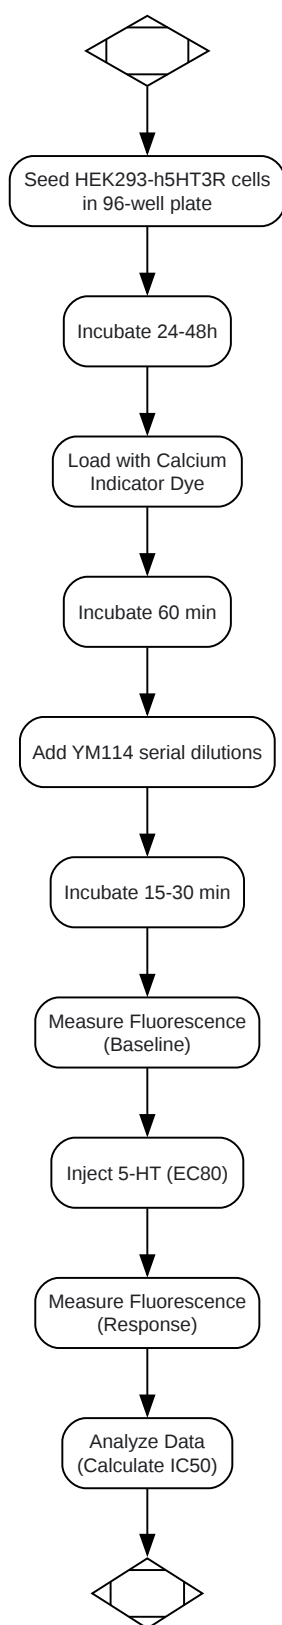 Seed HEK293-h5HT3R cells
in 96-well plate
Incubate 24-48h
Load with Calcium
Indicator Dye
Incubate 60 min
Add YM114 serial dilutions
Incubate 15-30 min
Measure Fluorescence
(Baseline)
Inject 5-HT (EC80)
Measure Fluorescence
(Response)
Analyze Data
(Calculate IC50)